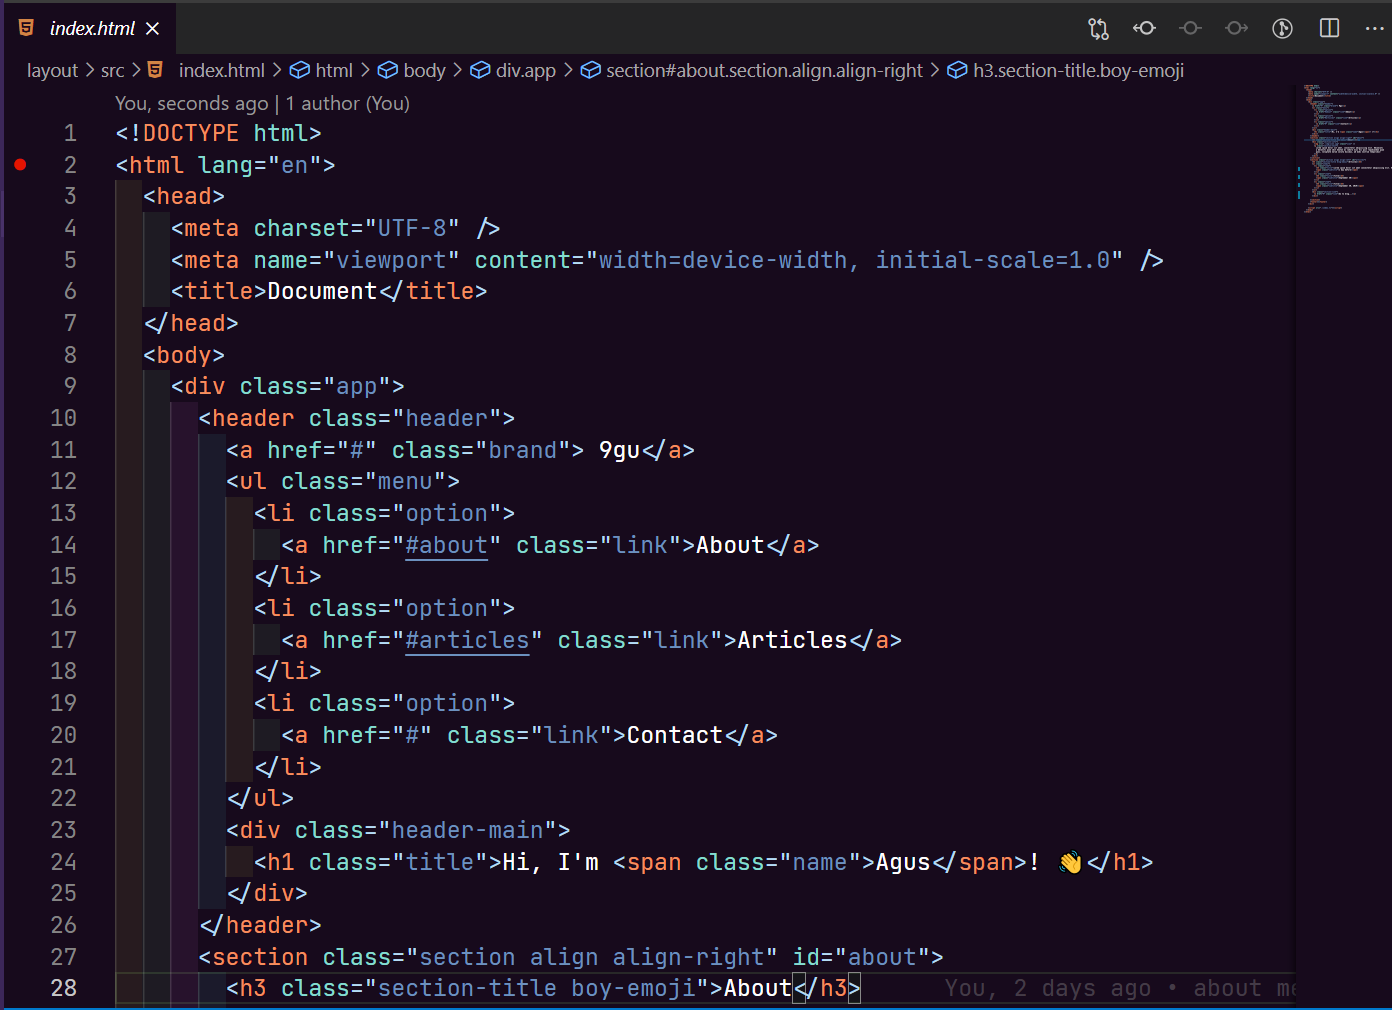 index.html
layout > src > index.html > html > body > div.app > section#about.section.align.align-right > h3.section-title.boy-emoji
You, seconds ago | 1 author (You)
1 <!DOCTYPE html>
2 <html lang="en">
3 <head>
4 <meta charset="UTF-8" />
5 <meta name="viewport" content="width=device-width, initial-scale=1.0" />
6 <title>Document</title>
7 </head>
8 <body>
9 <div class="app">
10 <header class="header">
11 <a href="#" class="brand"> 9gu</a>
12 <ul class="menu">
13 <li class="option">
14 <a href="#about" class="link">About</a>
15 </li>
16 <li class="option">
17 <a href="#articles" class="link">Articles</a>
18 </li>
19 <li class="option">
20 <a href="#" class="link">Contact</a>
21 </li>
22 </ul>
23 <div class="header-main">
24 <h1 class="title">Hi, I'm <span class="name">Agus</span>! 👋</h1>
25 </div>
26 </header>
27 <section class="section align align-right" id="about">
28 <h3 class="section-title boy-emoji">About</h3> You, 2 days ago • about me